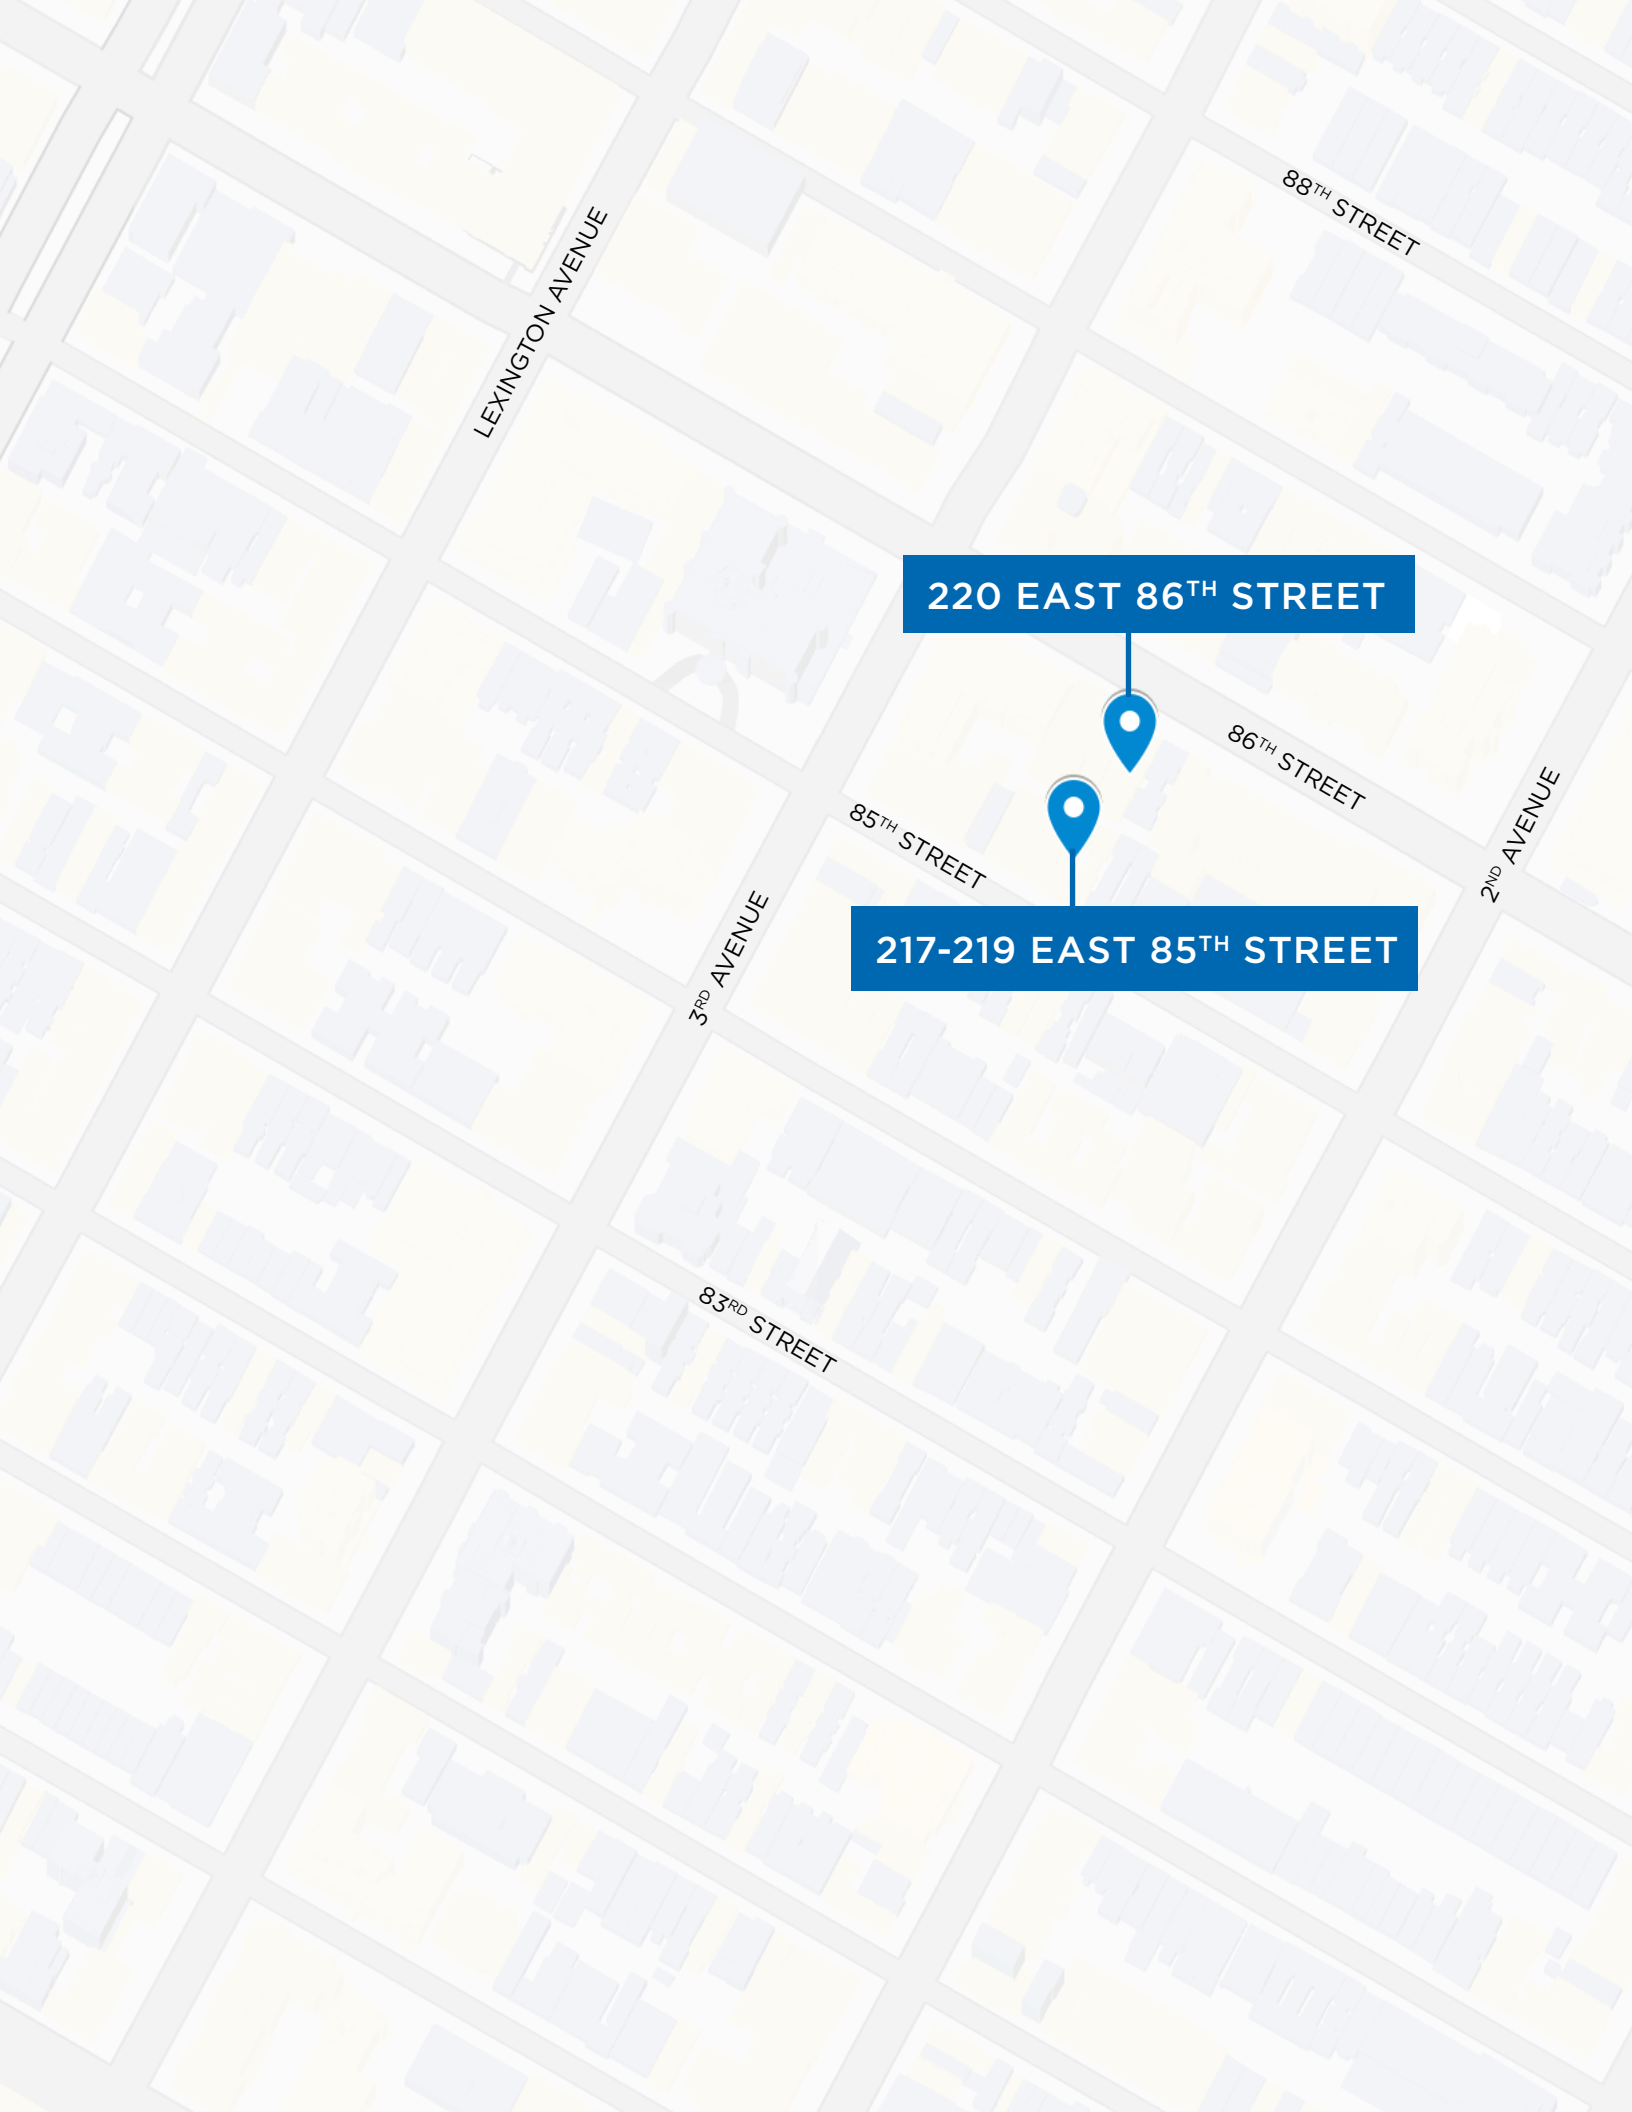 88TH STREET
LEXINGTON AVENUE
220 EAST 86TH STREET
86TH STREET
2ND AVENUE
85TH STREET
3RD AVENUE
217-219 EAST 85TH STREET
83RD STREET